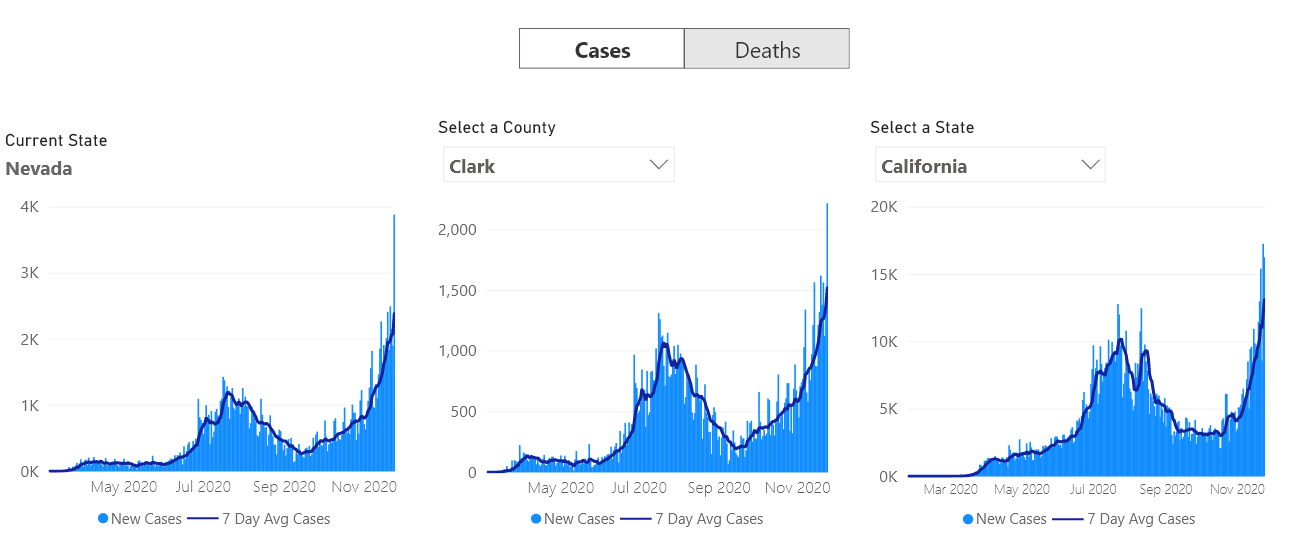 Cases Deaths
Current State
Nevada
Select a County
Clark
Select a State
California
4K
3K
2K
1K
0K
May 2020 Jul 2020 Sep 2020 Nov 2020
New Cases 7 Day Avg Cases
2,000
1,500
1,000
500
0
May 2020 Jul 2020 Sep 2020 Nov 2020
New Cases 7 Day Avg Cases
20K
15K
10K
5K
0K
Mar 2020 May 2020 Jul 2020 Sep 2020 Nov 2020
New Cases 7 Day Avg Cases